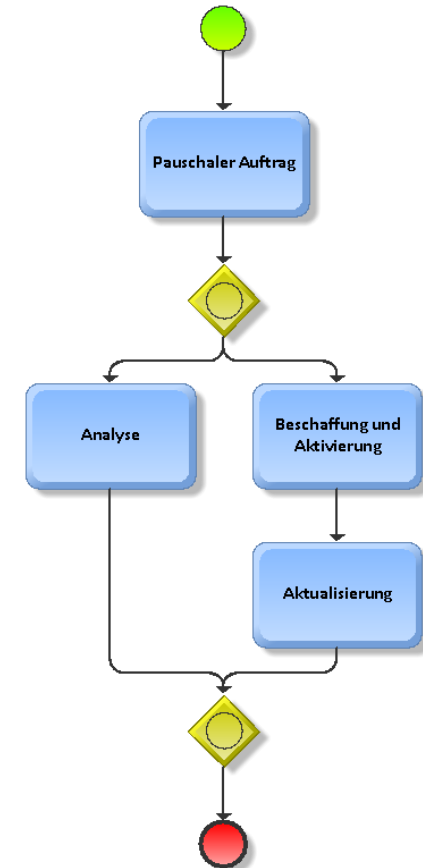 Pauschaler Auftrag
Analyse
Beschaffung und
Aktivierung
Aktualisierung